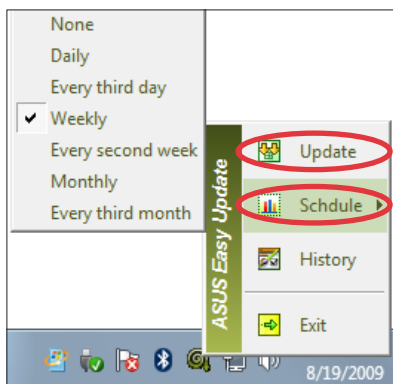 None
Daily
Every third day
Weekly
Every second week
Monthly
Every third month
ASUS Easy Update
Update
Schdule
History
Exit
8/19/2009